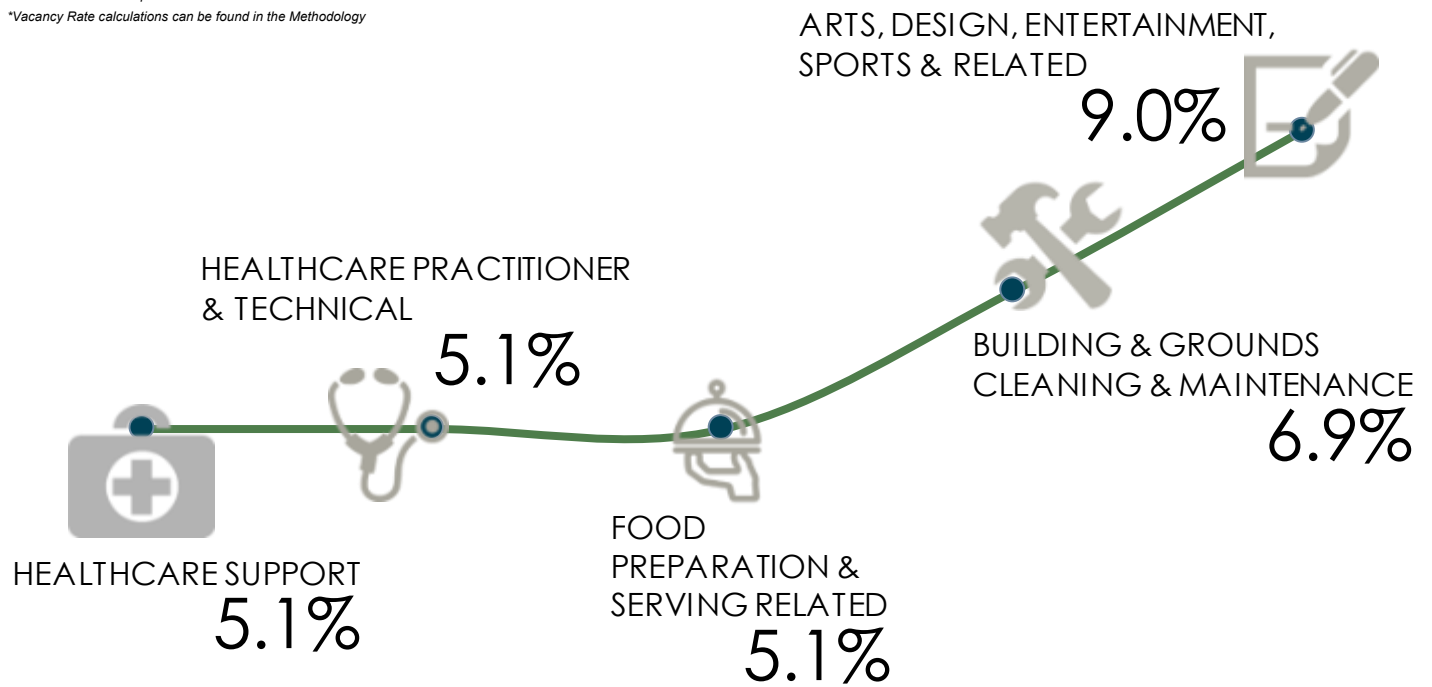 *Vacancy Rate calculations can be found in the Methodology
ARTS, DESIGN, ENTERTAINMENT,
SPORTS & RELATED
9.0%
HEALTHCARE PRACTITIONER
& TECHNICAL
5.1%
BUILDING & GROUNDS
CLEANING & MAINTENANCE
6.9%
FOOD
PREPARATION &
SERVING RELATED
5.1%
HEALTHCARE SUPPORT
5.1%